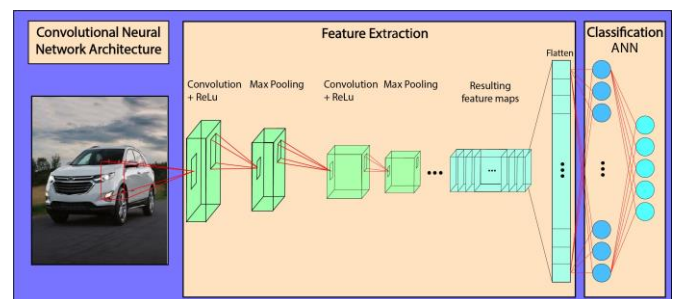 Convolutional Neural
Network Architecture
Feature Extraction
Classification
ANN
Flatten
Convolution
+ ReLu
Max Pooling
Convolution
+ ReLu
Max Pooling
Resulting
feature maps